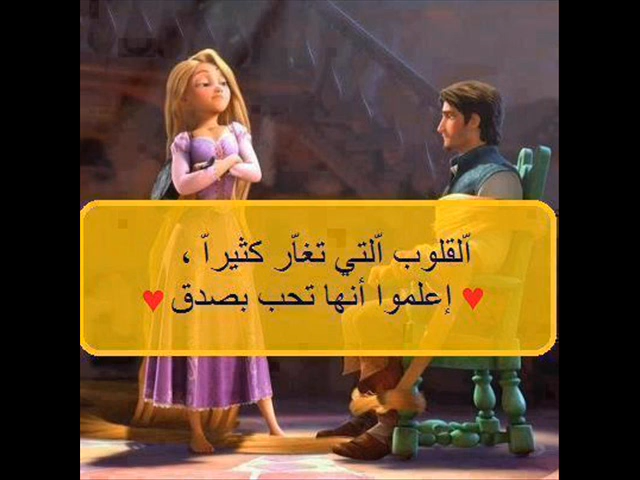 اّلقلوب اّلتي تغاّر كثيراّ ،
♥ إعلموا أنها تحب بصدق ♥